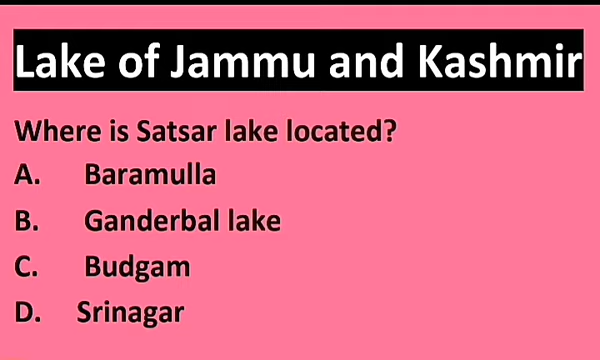 Lake of Jammu and Kashmir
Where is Satsar lake located?
A. Baramulla
B. Ganderbal lake
C. Budgam
D. Srinagar